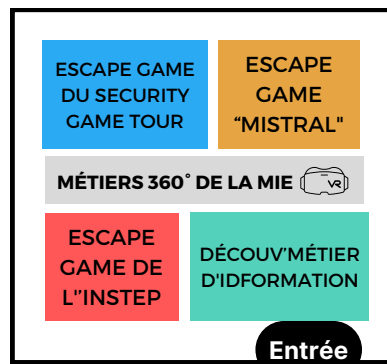 ESCAPE GAME
DU SECURITY
GAME TOUR
ESCAPE
GAME
“MISTRAL"
MÉTIERS 360° DE LA MIE VR
ESCAPE
GAME DE
L'’INSTEP
DÉCOUV’MÉTIER
D'IDFORMATION
Entrée